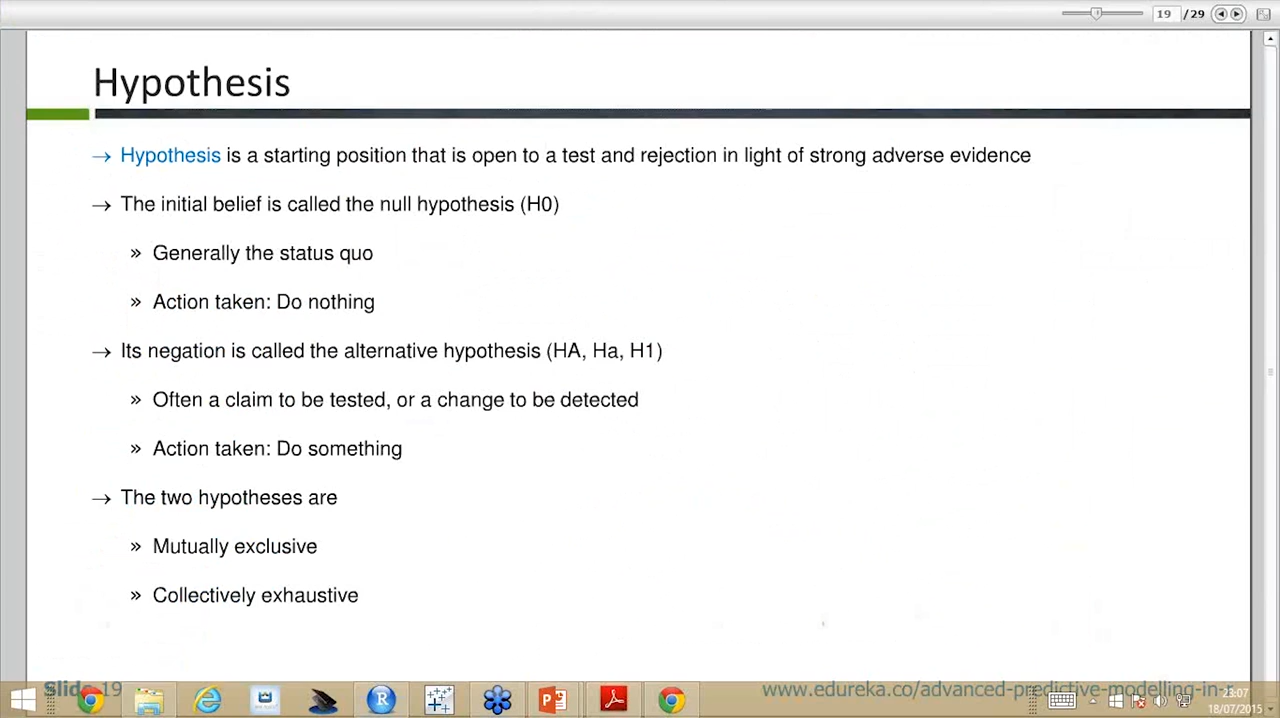 19 /29
Hypothesis
→ Hypothesis is a starting position that is open to a test and rejection in light of strong adverse evidence
→ The initial belief is called the null hypothesis (H0)
» Generally the status quo
» Action taken: Do nothing
→ Its negation is called the alternative hypothesis (HA, Ha, H1)
» Often a claim to be tested, or a change to be detected
» Action taken: Do something
→ The two hypotheses are
» Mutually exclusive
» Collectively exhaustive
Slide 19
www.edureka.co/advanced-predictive-modelling-in-r
23:07
18/07/2015